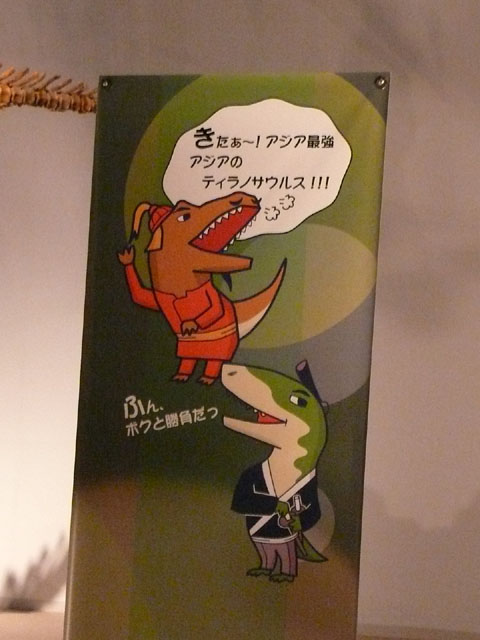 きたぁ～！アジア最強
アジアの
ティラノサウルス！！！
ふん、
ボクと勝負だっ